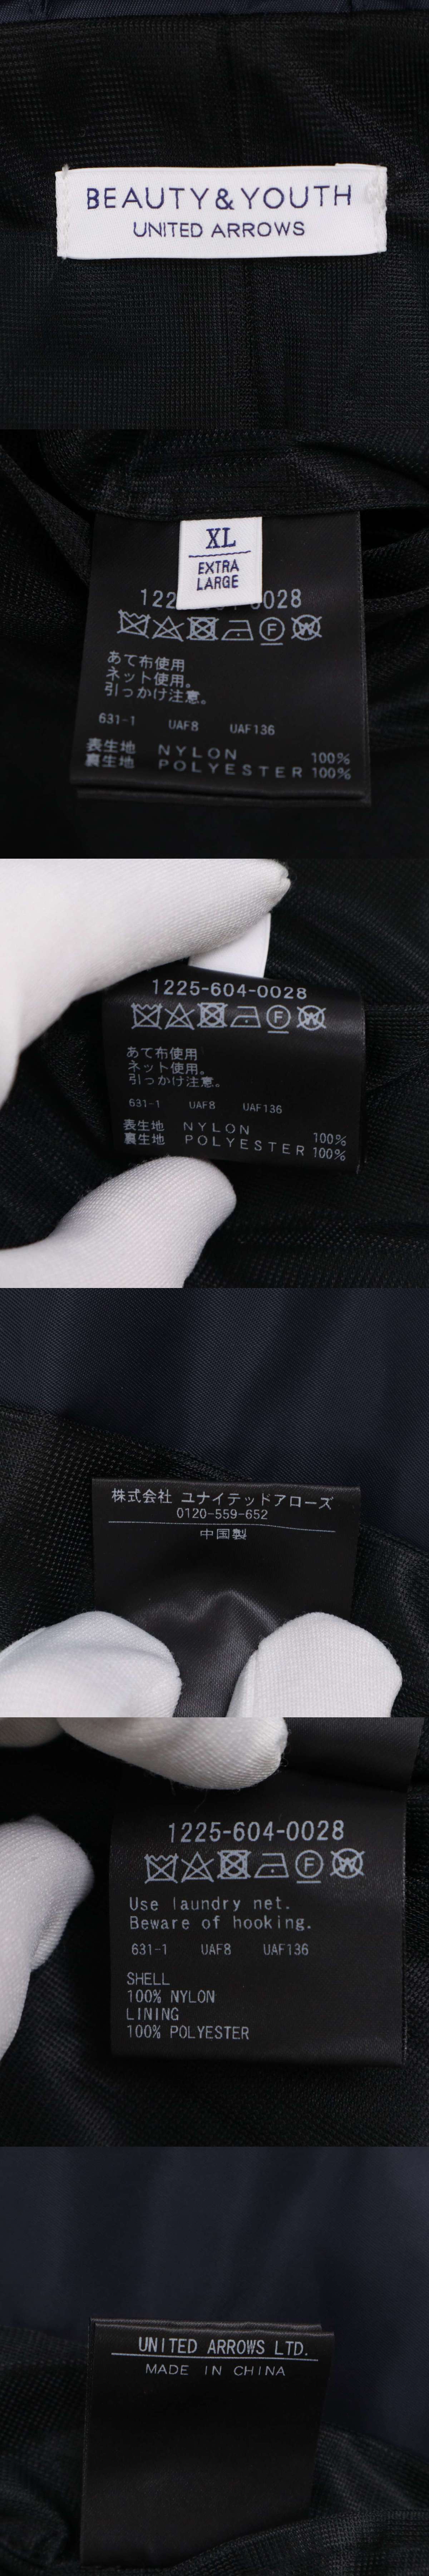 BEAUTY&YOUTH
UNITED ARROWS
XL
EXTRA
LARGE
122 0028
F W
あて布使用
ネット使用。
引っかけ注意。
631-1 UAF8 UAF136
表生地 NYLON 100%
裏生地 POLYESTER 100%
1225-604-0028
F W
あて布使用
ネット使用。
引っかけ注意。
631-1 UAF8 UAF136
表生地 NYLON 100%
裏生地 POLYESTER 100%
株式会社 ユナイテッドアローズ
0120-559-652
中国製
1225-604-0028
F W
Use laundry net.
Beware of hooking.
631-1 UAF8 UAF136
SHELL
100% NYLON
LINING
100% POLYESTER
UNITED ARROWS LTD.
MADE IN CHINA